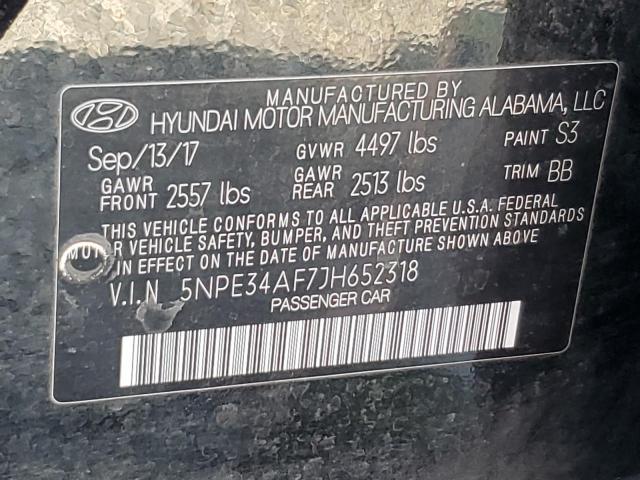 MANUFACTURED BY
HYUNDAI MOTOR MANUFACTURING ALABAMA, LLC
Sep/13/17 GVWR 4497 lbs PAINT S3
GAWR FRONT 2557 lbs GAWR REAR 2513 lbs TRIM BB
THIS VEHICLE CONFORMS TO ALL APPLICABLE U.S.A. FEDERAL
MOTOR VEHICLE SAFETY, BUMPER, AND THEFT PREVENTION STANDARDS
IN EFFECT ON THE DATE OF MANUFACTURE SHOWN ABOVE
V.I.N 5NPE34AF7JH652318
PASSENGER CAR